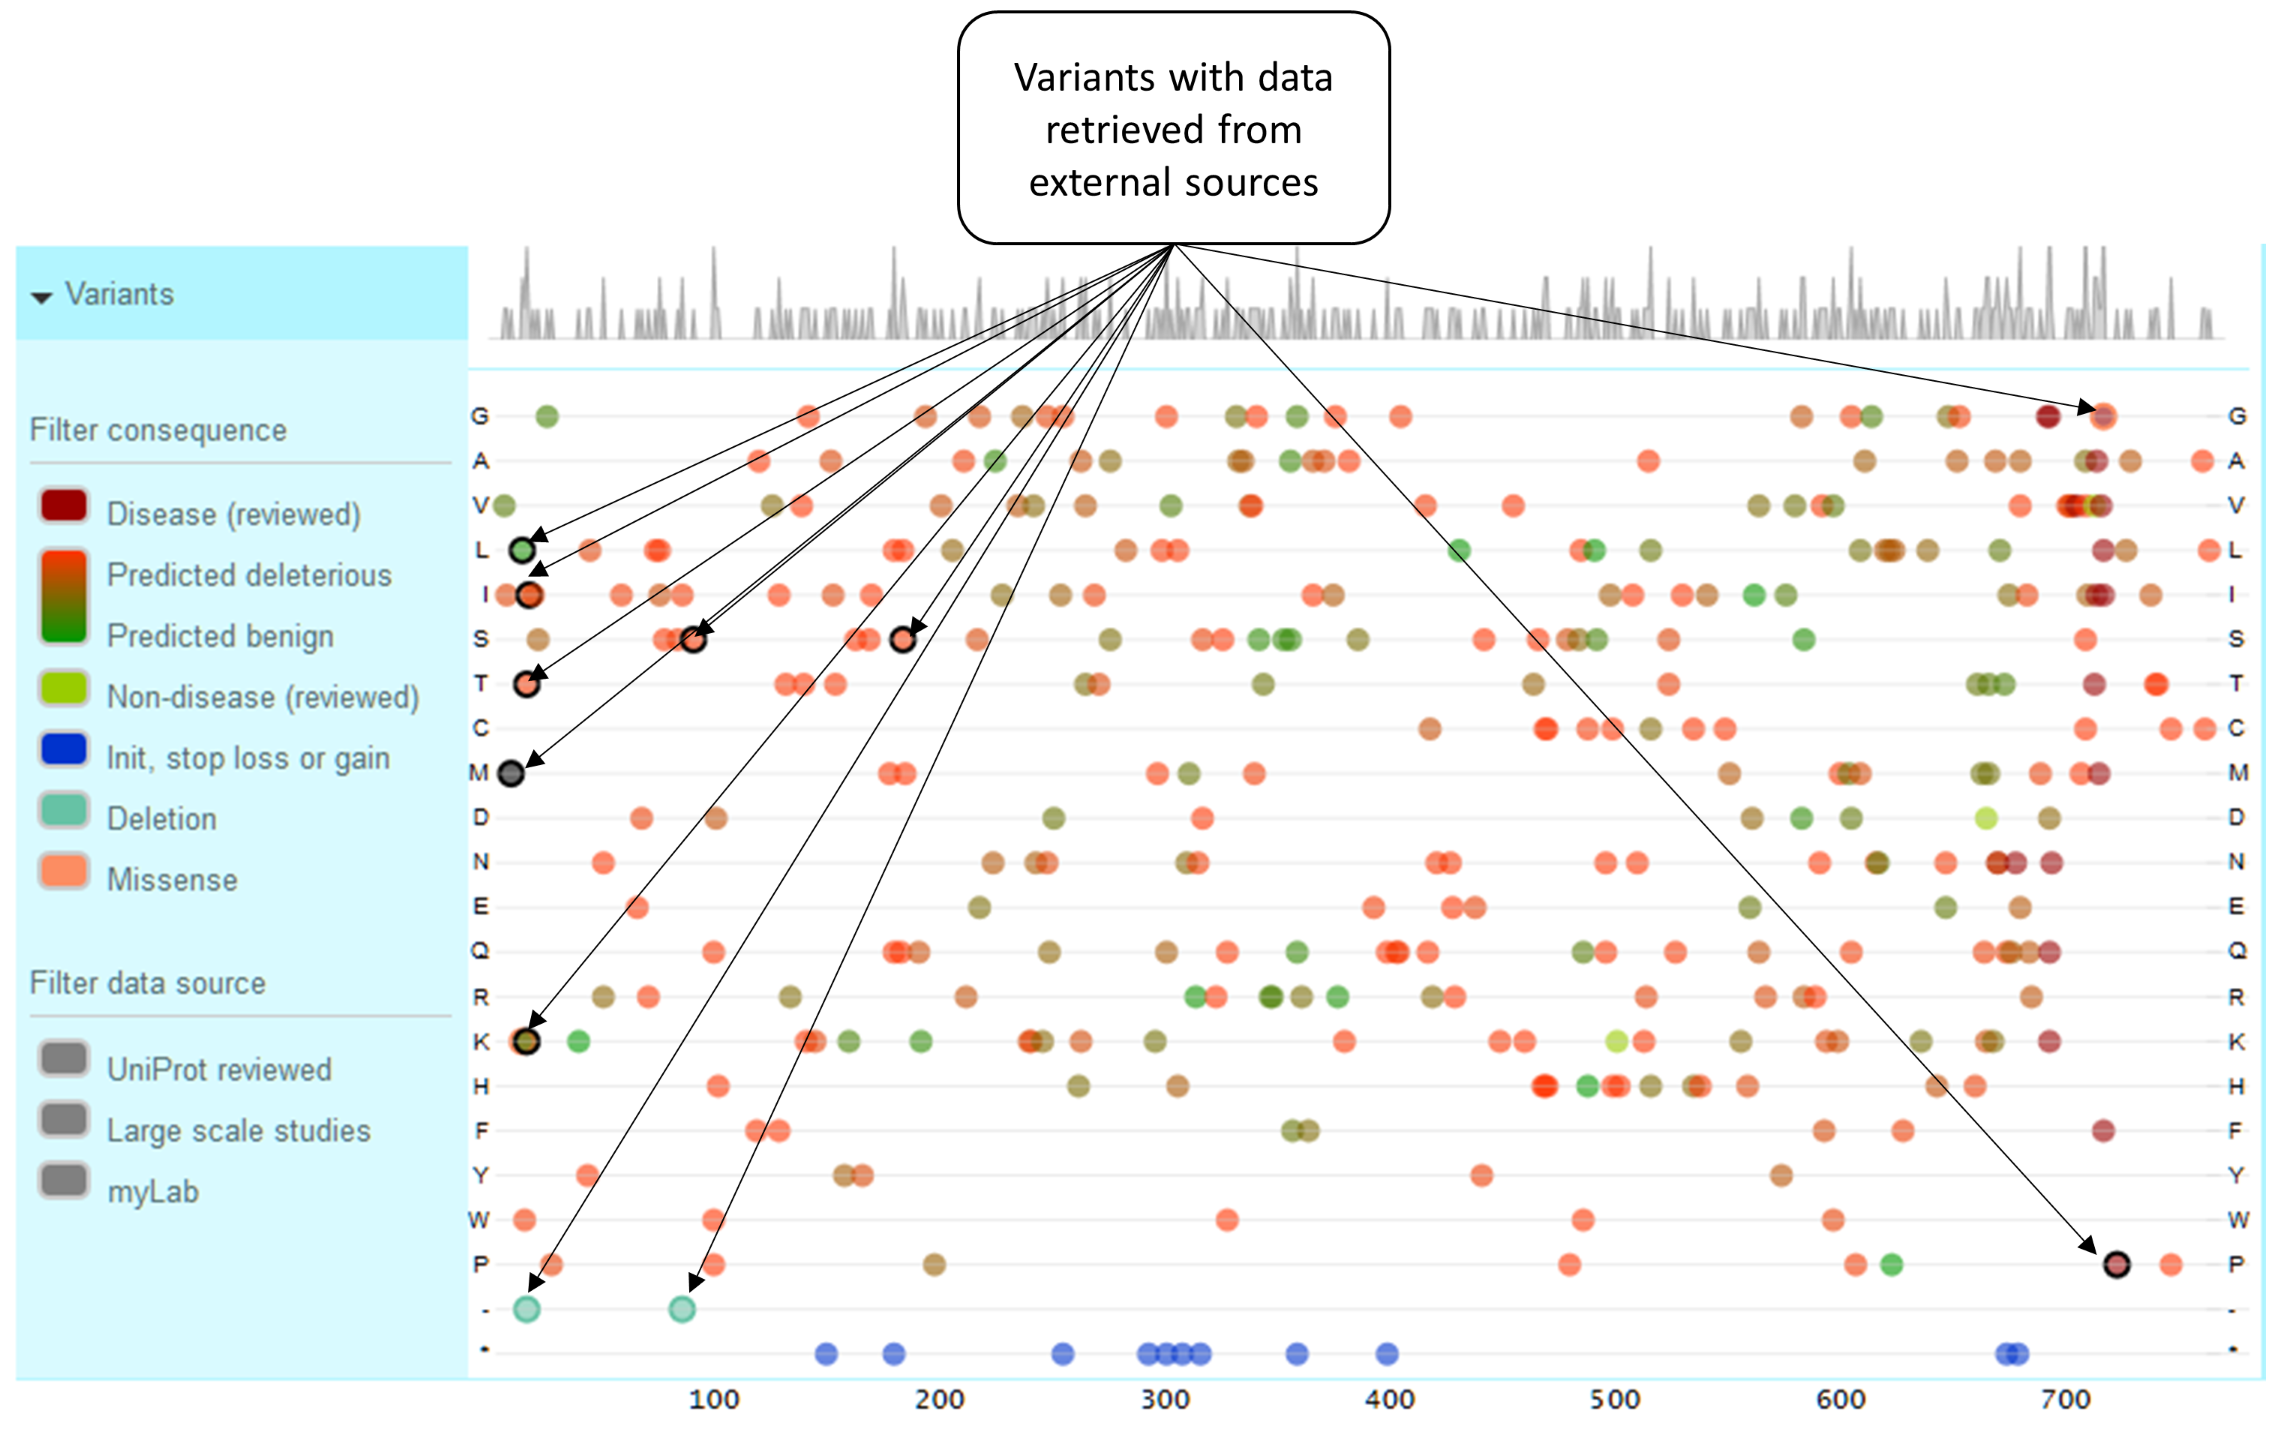 Variants with data
retrieved from
external sources
Variants
Filter consequence
Disease (reviewed)
Predicted deleterious
Predicted benign
Non-disease (reviewed)
Init, stop loss or gain
Deletion
Missense
Filter data source
UniProt reviewed
Large scale studies
myLab
G G
A A
V V
L L
I I
S S
T T
C C
M M
D D
N N
E E
Q Q
R R
K K
H H
F F
Y Y
W W
P P
- -
* *
100 200 300 400 500 600 700